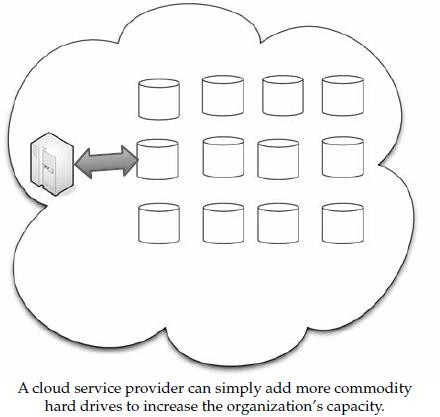 A cloud service provider can simply add more commodity
hard drives to increase the organization's capacity.